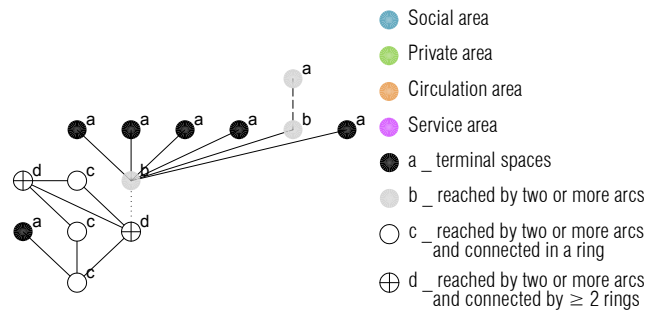 a
a
a
a
a
b
a
d
c
b
a
c
d
c
Social area
Private area
Circulation area
Service area
a _ terminal spaces
b _ reached by two or more arcs
c _ reached by two or more arcs
and connected in a ring
d _ reached by two or more arcs
and connected by ≥ 2 rings